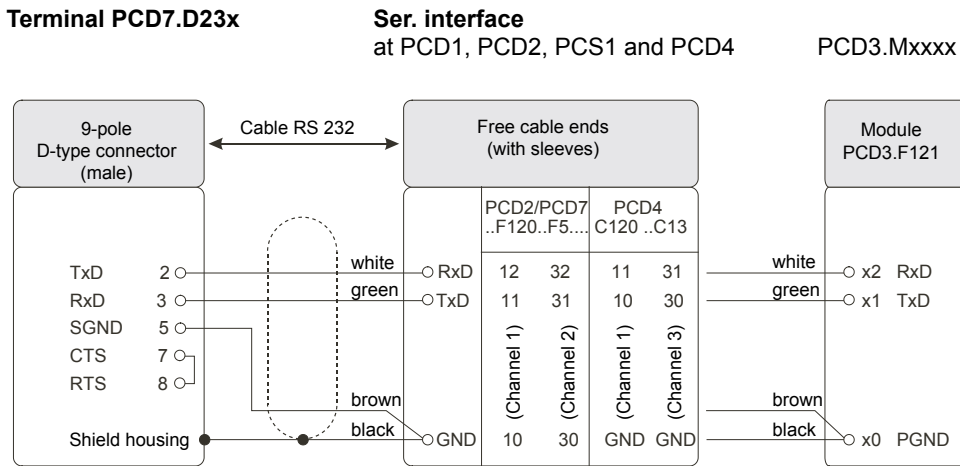 Terminal PCD7.D23x
Ser. interface
at PCD1, PCD2, PCS1 and PCD4
PCD3.Mxxxx
9-pole
D-type connector
(male)
Cable RS 232
Free cable ends
(with sleeves)
Module
PCD3.F121
PCD2/PCD7 PCD4
..F120..F5.... C120 ..C13
TxD 2 white RxD 12 32 11 31 white x2 RxD
RxD 3 green TxD 11 31 10 30 green x1 TxD
SGND 5
CTS 7
RTS 8
(Channel 1) (Channel 2) (Channel 1) (Channel 3)
brown brown
Shield housing black GND 10 30 GND GND black x0 PGND